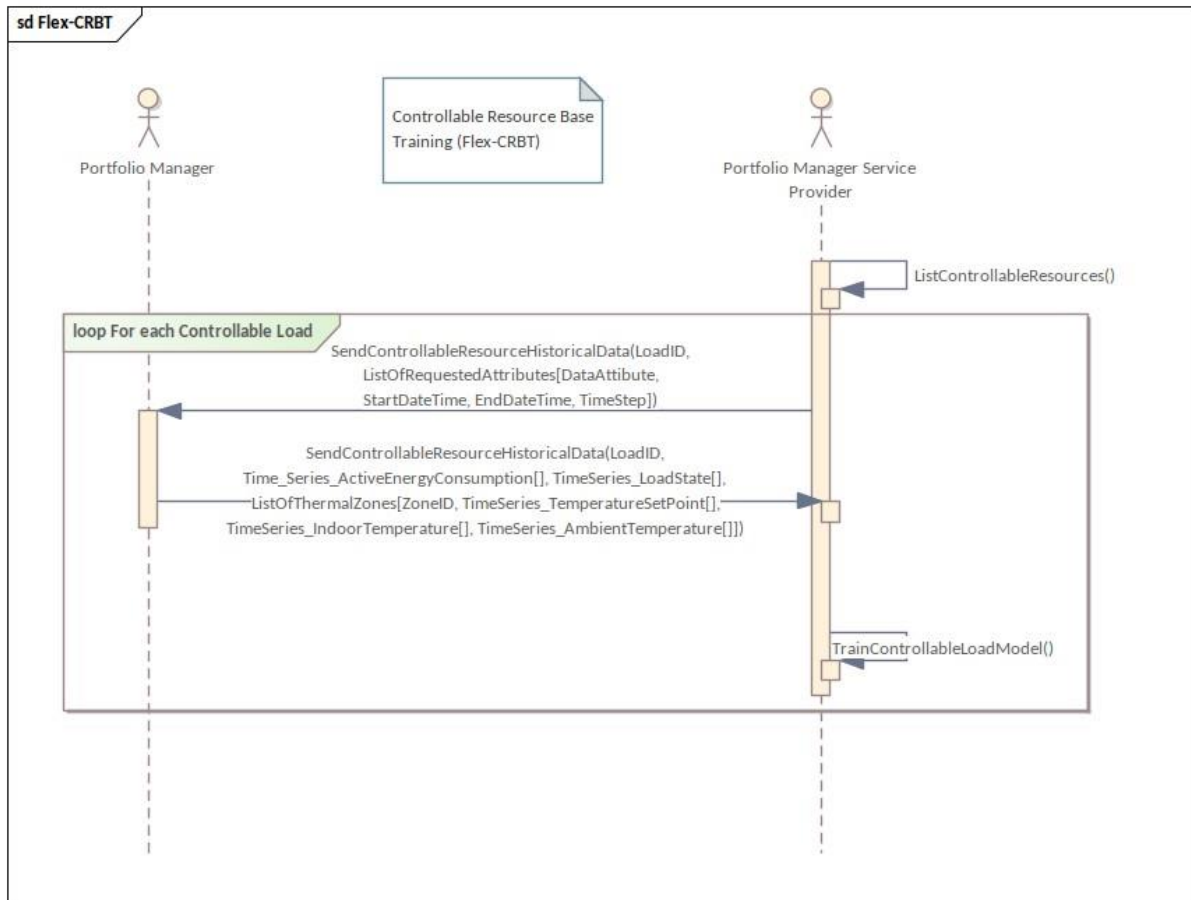 sd Flex-CRBT
Controllable Resource Base
Training (Flex-CRBT)
Portfolio Manager
Portfolio Manager Service
Provider
ListControllableResources()
loop For each Controllable Load
SendControllableResourceHistoricalData(LoadID,
ListOfRequestedAttributes[DataAttibute,
StartDateTime, EndDateTime, TimeStep])
SendControllableResourceHistoricalData(LoadID,
Time_Series_ActiveEnergyConsumption[], TimeSeries_LoadState[],
ListOfThermalZones[ZoneID, TimeSeries_TemperatureSetPoint[],
TimeSeries_IndoorTemperature[], TimeSeries_AmbientTemperature[]])
TrainControllableLoadModel()